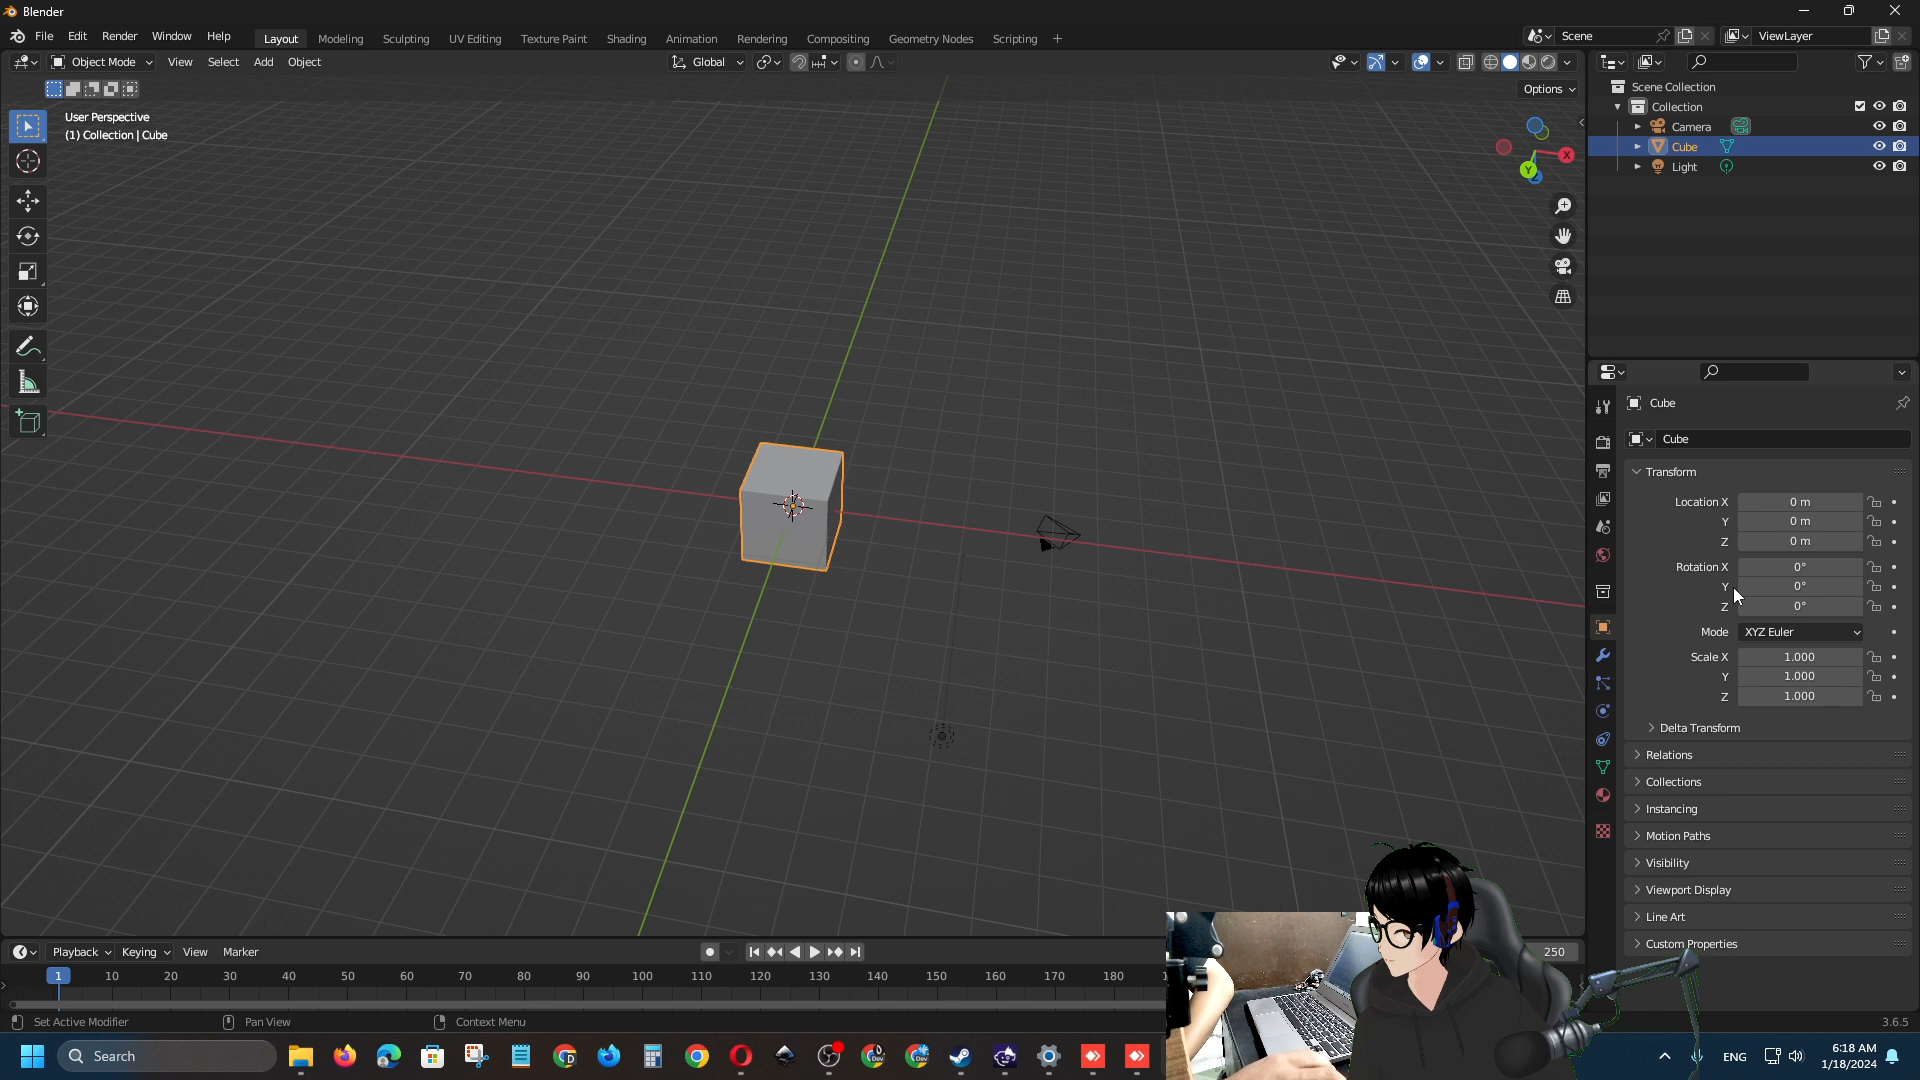 Blender
File Edit Render Window Help Layout Modeling Sculpting UV Editing Texture Paint Shading Animation Rendering Compositing Geometry Nodes Scripting + Scene ViewLayer
Object Mode View Select Add Object Global
Options
User Perspective
(1) Collection | Cube
X
Y
Z
Scene Collection
Collection
Camera
Cube
Light
Cube
Cube
Transform
Location X 0 m
Y 0 m
Z 0 m
Rotation X 0°
Y 0°
Z 0°
Mode XYZ Euler
Scale X 1.000
Y 1.000
Z 1.000
Delta Transform
Relations
Collections
Instancing
Motion Paths
Visibility
Viewport Display
Line Art
Custom Properties
Playback Keying View Marker 250
1 10 20 30 40 50 60 70 80 90 100 110 120 130 140 150 160 170 180
Set Active Modifier Pan View Context Menu 3.6.5
Search
Dev
Dev
ENG
6:18 AM
1/18/2024